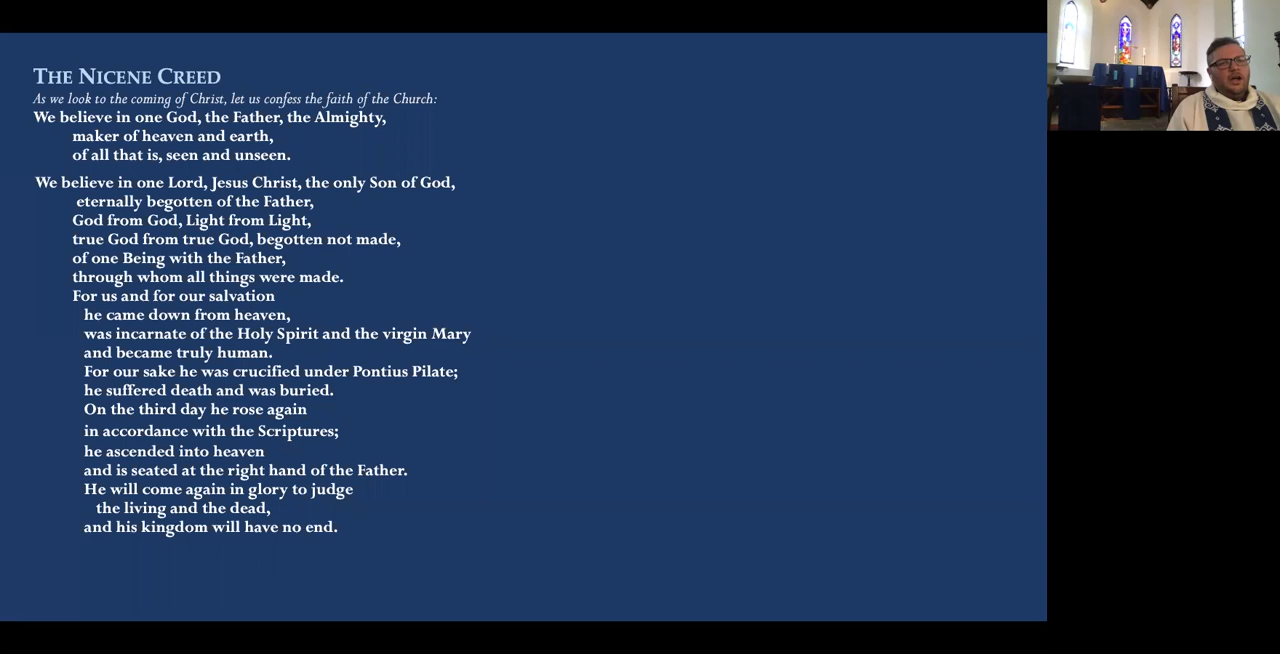 THE NICENE CREED
As we look to the coming of Christ, let us confess the faith of the Church:
We believe in one God, the Father, the Almighty,
maker of heaven and earth,
of all that is, seen and unseen.
We believe in one Lord, Jesus Christ, the only Son of God,
eternally begotten of the Father,
God from God, Light from Light,
true God from true God, begotten not made,
of one Being with the Father,
through whom all things were made.
For us and for our salvation
he came down from heaven,
was incarnate of the Holy Spirit and the virgin Mary
and became truly human.
For our sake he was crucified under Pontius Pilate;
he suffered death and was buried.
On the third day he rose again
in accordance with the Scriptures;
he ascended into heaven
and is seated at the right hand of the Father.
He will come again in glory to judge
the living and the dead,
and his kingdom will have no end.